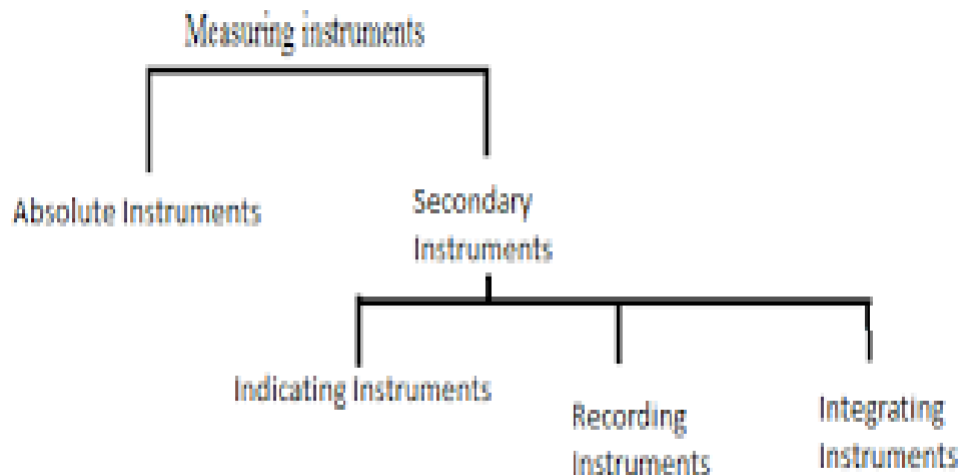 Measuring instruments
Absolute Instruments
Secondary
Instruments
Indicating Instruments
Recording
Instruments
Integrating
Instruments